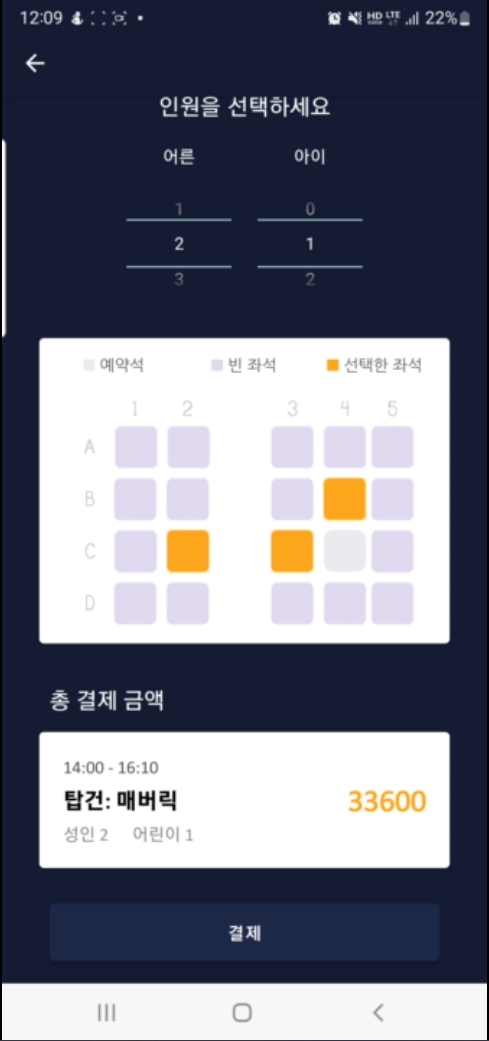 12:09
HD LTE 22%
인원을 선택하세요
어른 아이
1 0
2 1
3 2
예약석 빈 좌석 선택한 좌석
1 2 3 4 5
A
B
C
D
총 결제 금액
14:00 - 16:10
탑건: 매버릭 33600
성인 2 어린이 1
결제